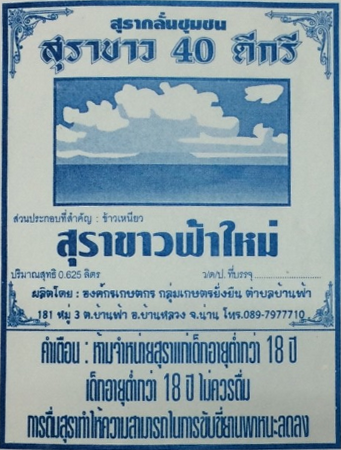 สุรากลั่นชุมชน
สุราขาว 40 ดีกรี
ส่วนประกอบที่สำคัญ : ข้าวเหนียว
สุราขาวฟ้าใหม่
ปริมาณสุทธิ 0.625 ลิตร ว/ด/ป. ที่บรรจุ
ผลิตโดย : องค์กรเกษตกร กลุ่มเกษตรยั่งยืน ตำบลบ้านฟ้า
181 หมู่ 3 ต.บ้านฟ้า อ.บ้านหลวง จ.น่าน โทร.089-7977710
คำเตือน : ห้ามจำหน่ายสุราแก่เด็กอายุต่ำกว่า 18 ปี
เด็กอายุต่ำกว่า 18 ปี ไม่ควรดื่ม
การดื่มสุราทำให้ความสามารถในการขับขี่ยานพาหนะลดลง